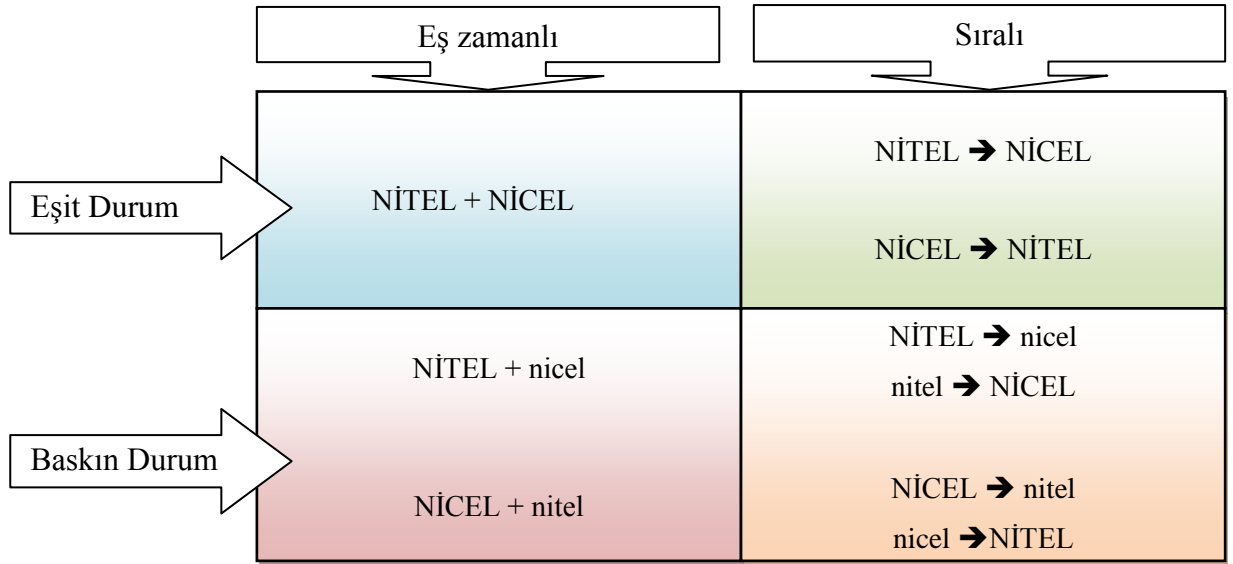 Eş zamanlı
Sıralı
Eşit Durum
NİTEL + NİCEL
NİTEL ➔ NİCEL
NİCEL ➔ NİTEL
Baskın Durum
NİTEL + nicel
NİCEL + nitel
NİTEL ➔ nicel
nitel ➔ NİCEL
NİCEL ➔ nitel
nicel ➔NİTEL